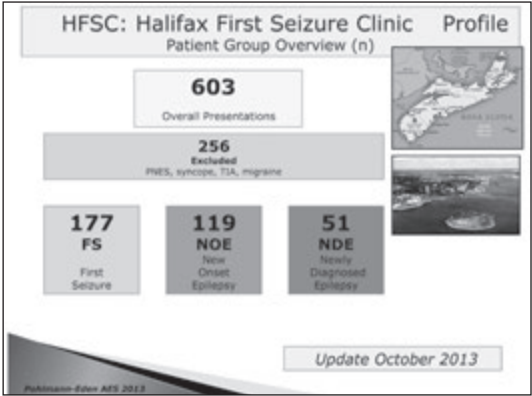 HFSC: Halifax First Seizure Clinic Profile
Patient Group Overview (n)
603
Overall Presentations
256
Excluded
PNES, syncope, TIA, migraine
177
FS
First
Seizure
119
NOE
New
Onset
Epilepsy
51
NDE
Newly
Diagnosed
Epilepsy
NOVA SCOTIA
Update October 2013
Pohlmann-Eden AES 2013